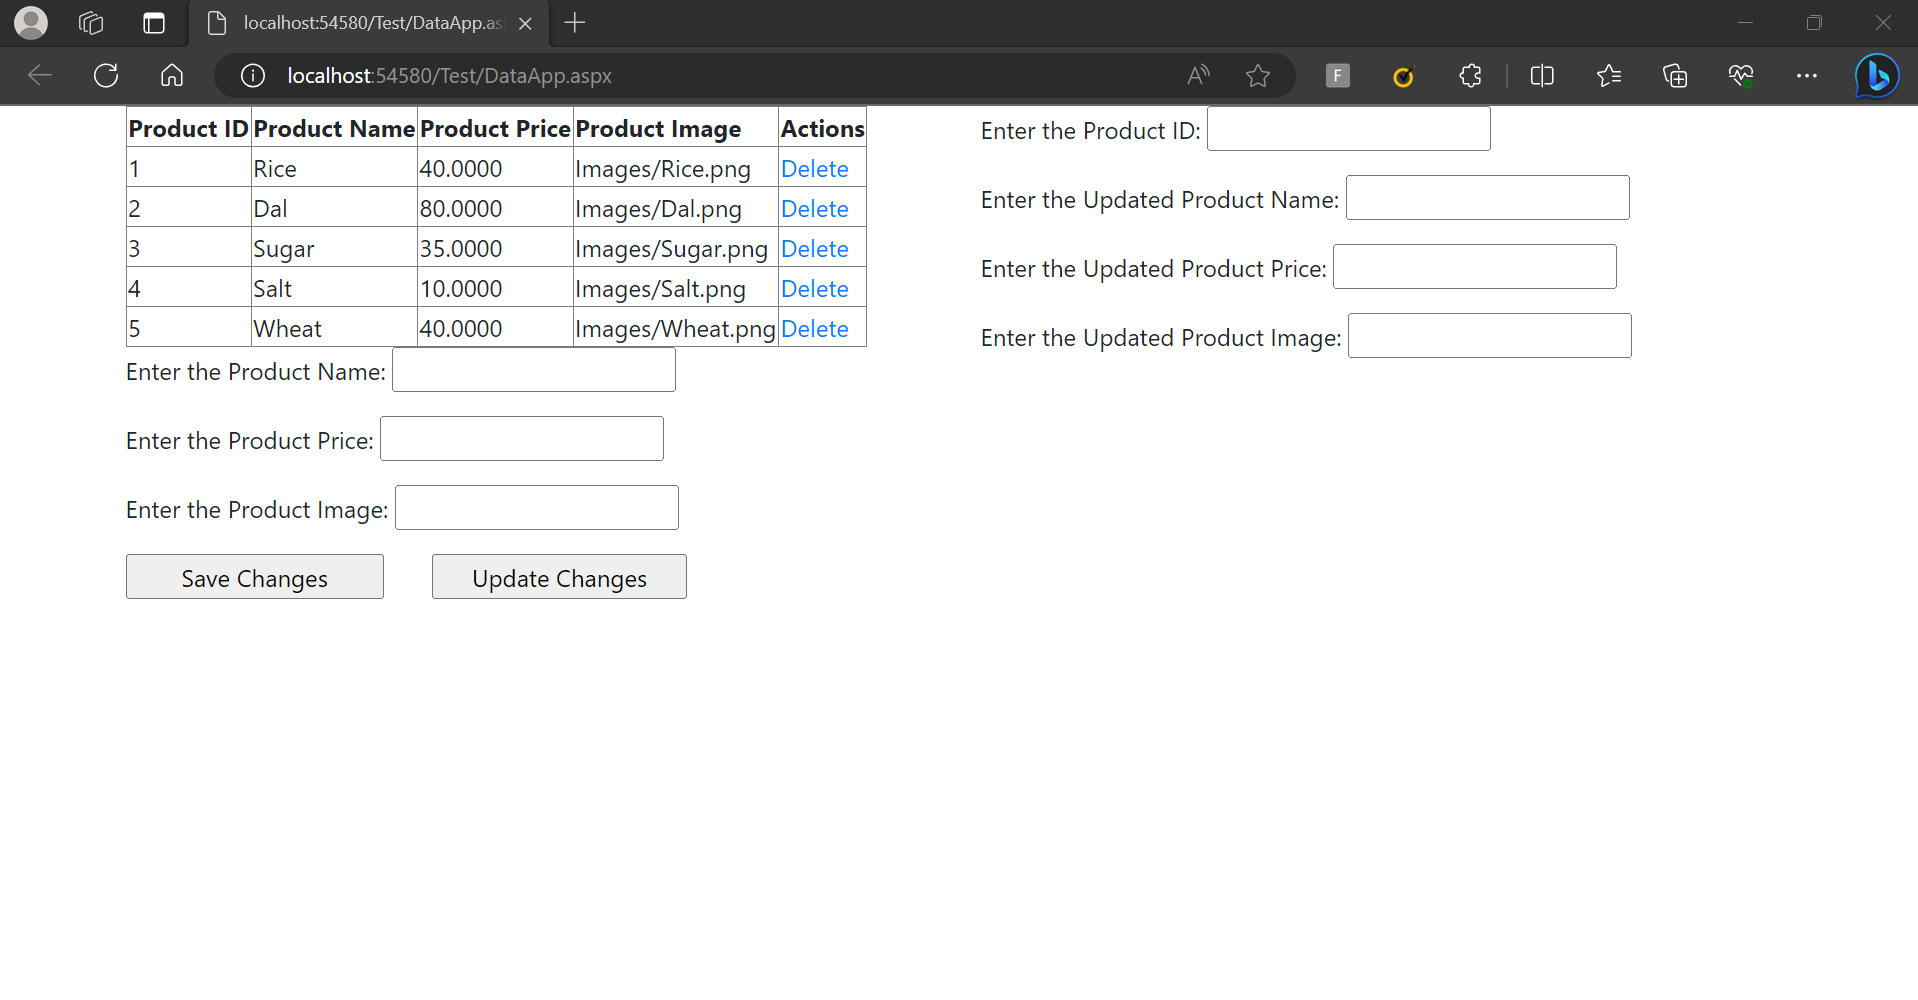 localhost:54580/Test/DataApp.as
localhost:54580/Test/DataApp.aspx
F
Product ID Product Name Product Price Product Image Actions
1 Rice 40.0000 Images/Rice.png Delete
2 Dal 80.0000 Images/Dal.png Delete
3 Sugar 35.0000 Images/Sugar.png Delete
4 Salt 10.0000 Images/Salt.png Delete
5 Wheat 40.0000 Images/Wheat.png Delete
Enter the Product Name:
Enter the Product Price:
Enter the Product Image:
Save Changes Update Changes
Enter the Product ID:
Enter the Updated Product Name:
Enter the Updated Product Price:
Enter the Updated Product Image: